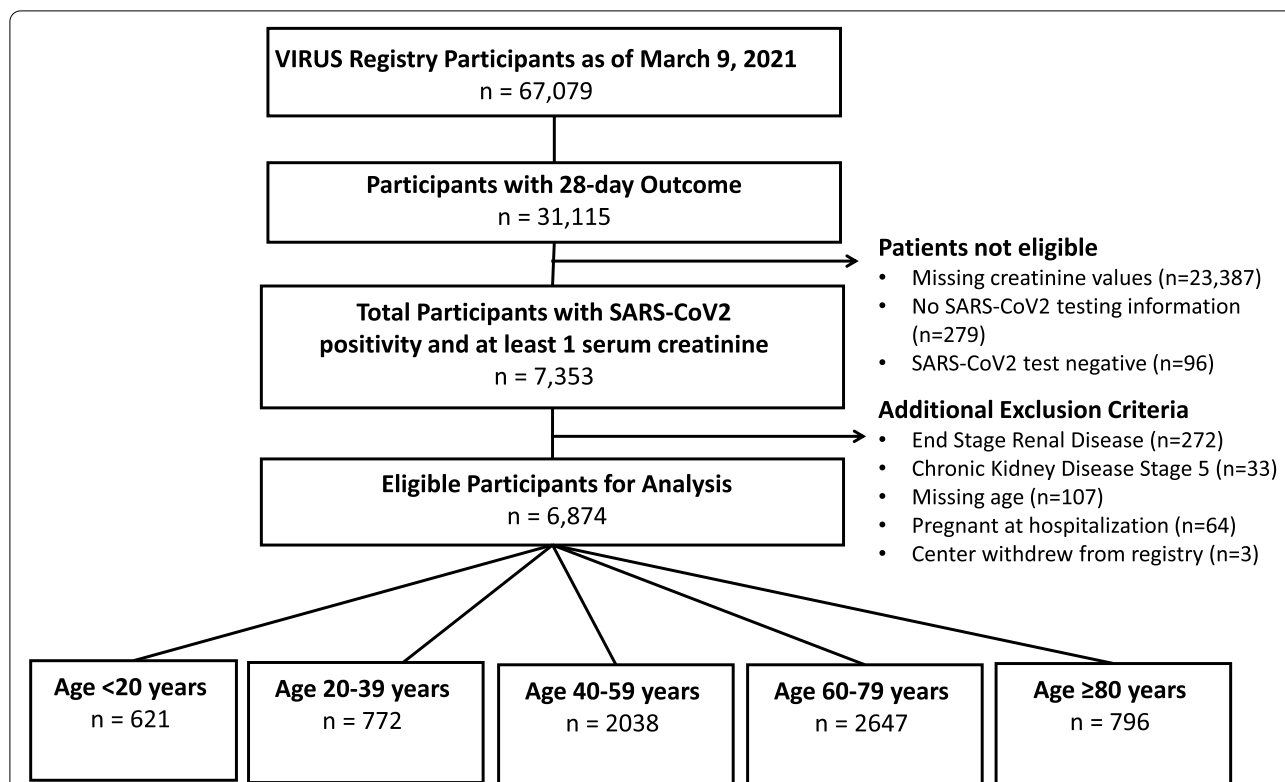 VIRUS Registry Participants as of March 9, 2021
n = 67,079
Participants with 28-day Outcome
n = 31,115
Patients not eligible
• Missing creatinine values (n=23,387)
• No SARS-CoV2 testing information
(n=279)
• SARS-CoV2 test negative (n=96)
Total Participants with SARS-CoV2
positivity and at least 1 serum creatinine
n = 7,353
Additional Exclusion Criteria
• End Stage Renal Disease (n=272)
• Chronic Kidney Disease Stage 5 (n=33)
• Missing age (n=107)
• Pregnant at hospitalization (n=64)
• Center withdrew from registry (n=3)
Eligible Participants for Analysis
n = 6,874
Age <20 years
n = 621
Age 20-39 years
n = 772
Age 40-59 years
n = 2038
Age 60-79 years
n = 2647
Age ≥80 years
n = 796